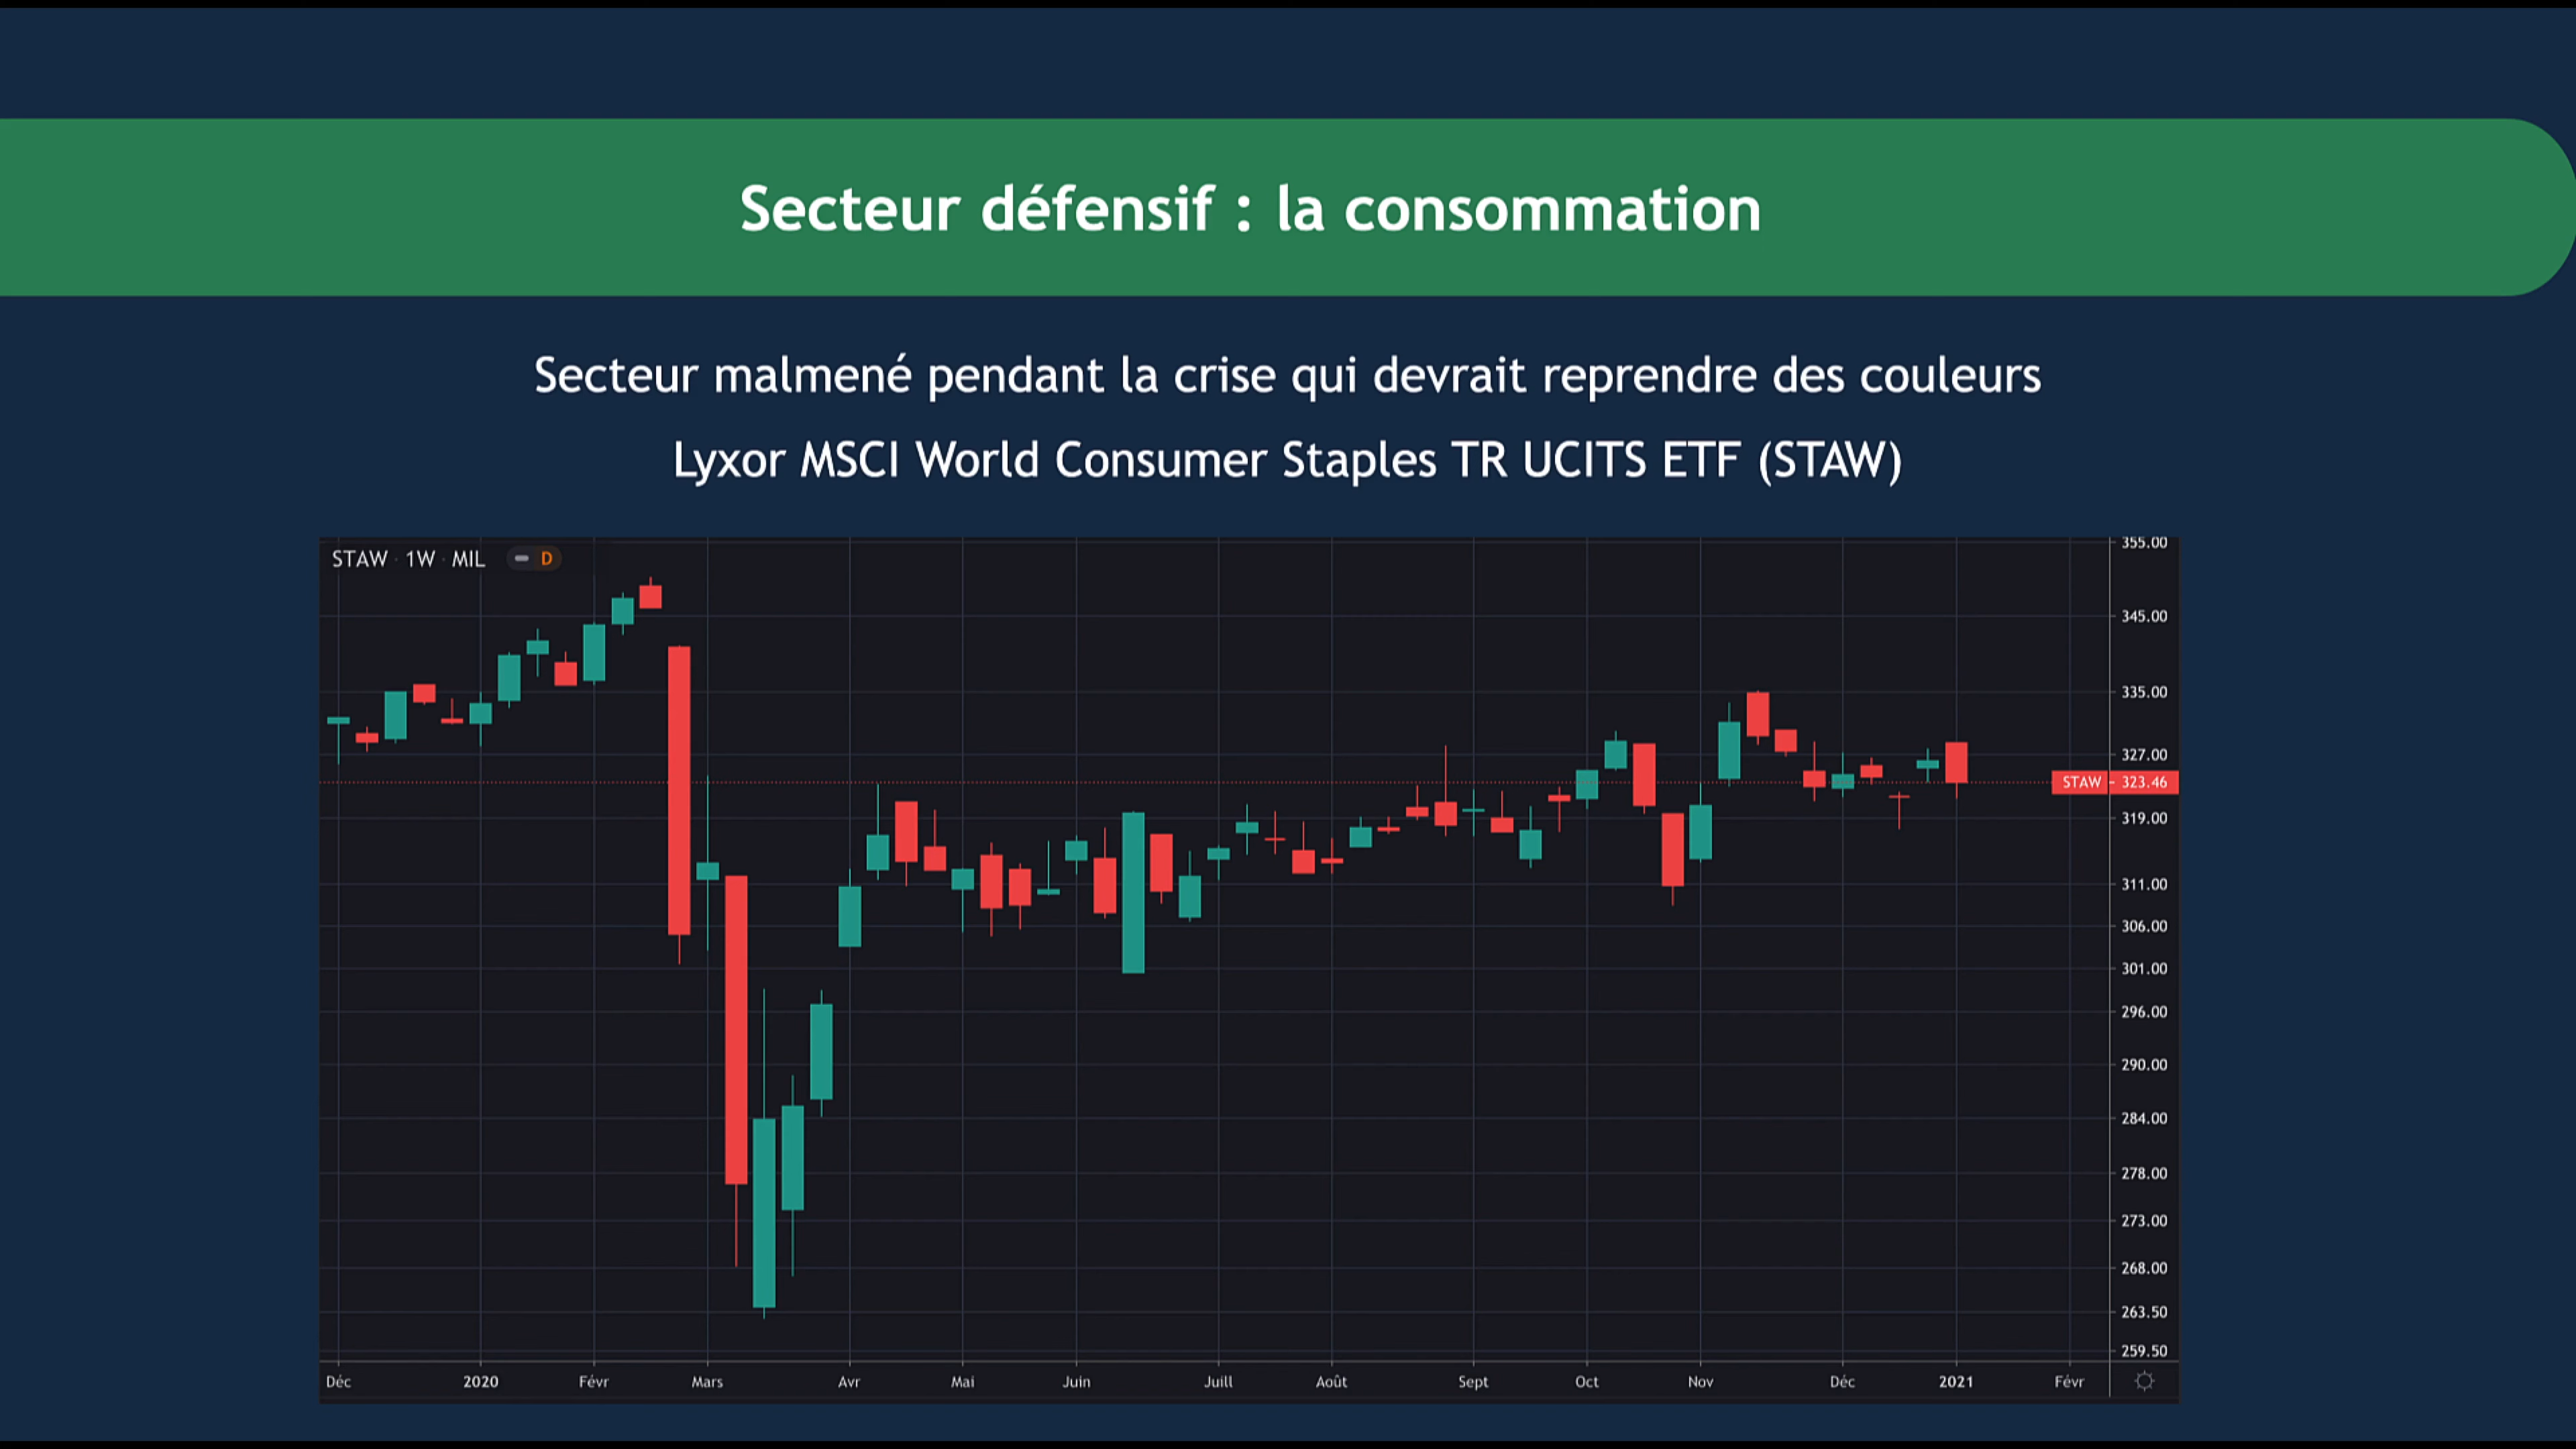 Secteur défensif : la consommation
Secteur malmené pendant la crise qui devrait reprendre des couleurs
Lyxor MSCI World Consumer Staples TR UCITS ETF (STAW)
STAW · 1W · MIL D
355.00
345.00
335.00
327.00
STAW 323.46
319.00
311.00
306.00
301.00
296.00
290.00
284.00
278.00
273.00
268.00
263.50
259.50
Déc 2020 Févr Mars Avr Mai Juin Juill Août Sept Oct Nov Déc 2021 Févr